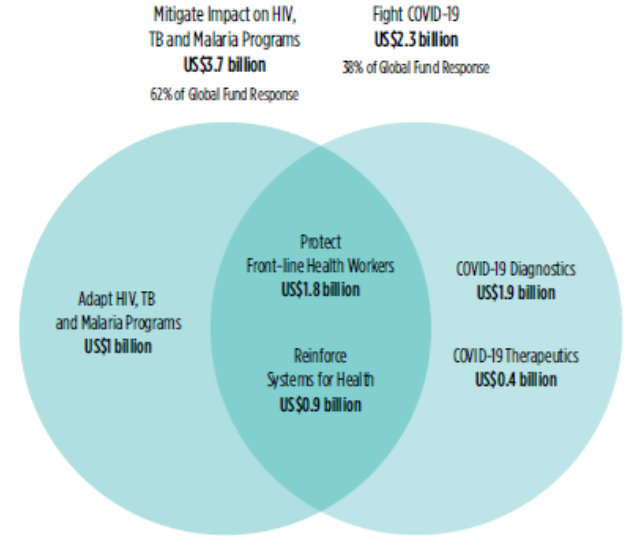 Mitigate Impact on HIV,
TB and Malaria Programs
US$3.7 billion
62% of Global Fund Response
Fight COVID-19
US$2.3 billion
38% of Global Fund Response
Adapt HIV, TB
and Malaria Programs
US$1 billion
Protect
Front-line Health Workers
US$1.8 billion
Reinforce
Systems for Health
US$0.9 billion
COVID-19 Diagnostics
US$1.9 billion
COVID-19 Therapeutics
US$0.4 billion